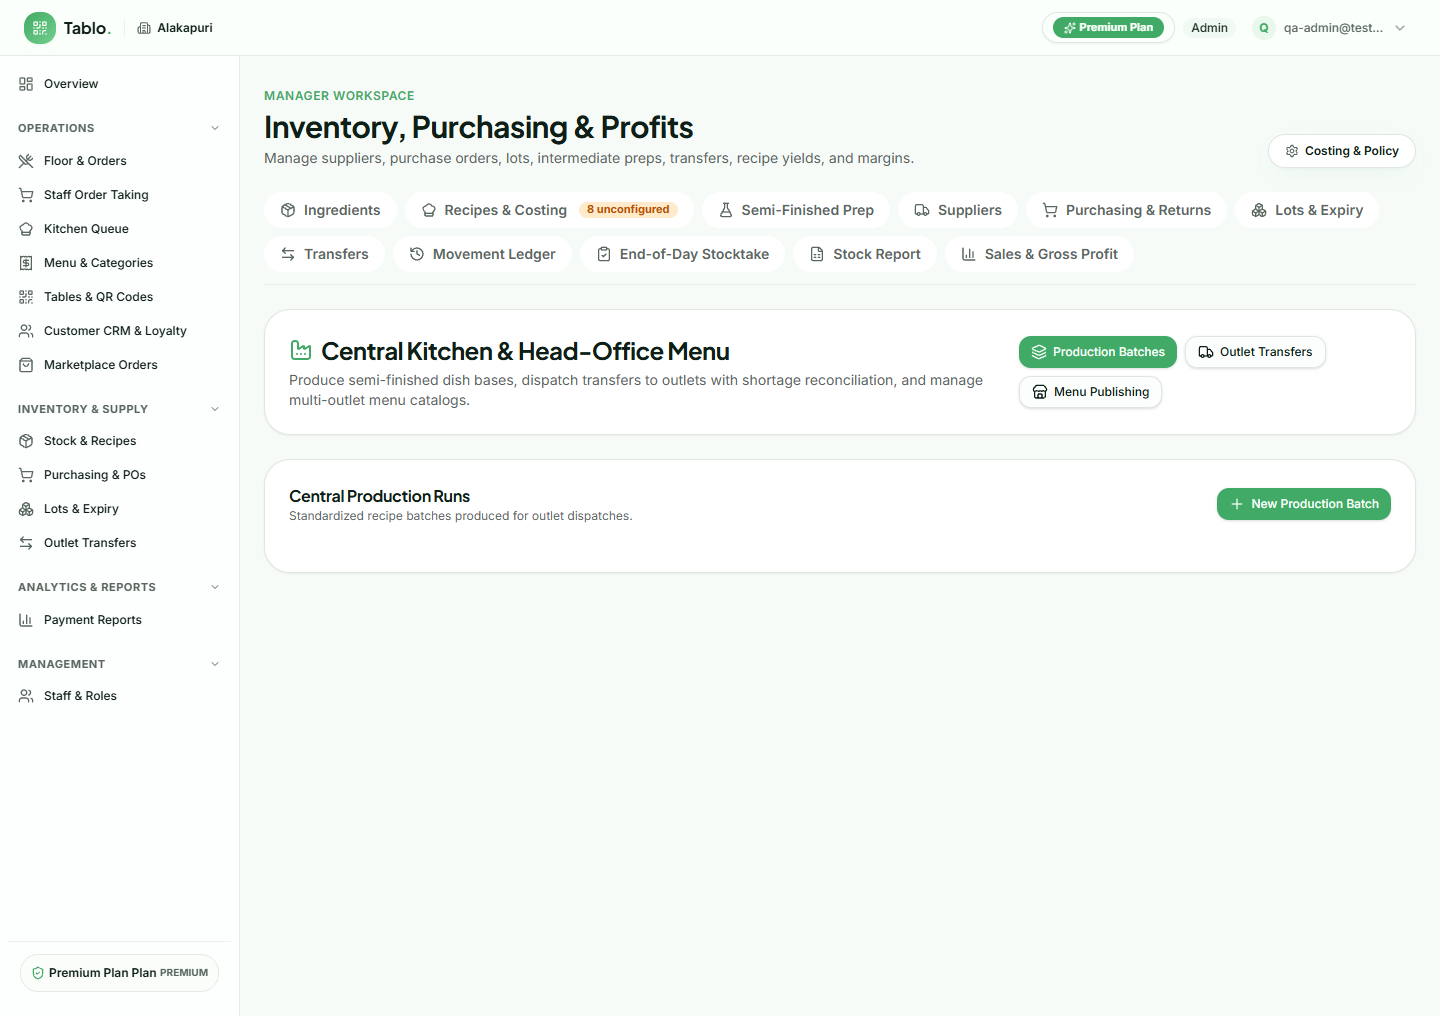 Tablo.
Alakapuri
Premium Plan
Admin
Q
qa-admin@test...
Overview
OPERATIONS
Floor & Orders
Staff Order Taking
Kitchen Queue
Menu & Categories
Tables & QR Codes
Customer CRM & Loyalty
Marketplace Orders
INVENTORY & SUPPLY
Stock & Recipes
Purchasing & POs
Lots & Expiry
Outlet Transfers
ANALYTICS & REPORTS
Payment Reports
MANAGEMENT
Staff & Roles
Premium Plan Plan PREMIUM
MANAGER WORKSPACE
Inventory, Purchasing & Profits
Manage suppliers, purchase orders, lots, intermediate preps, transfers, recipe yields, and margins.
Costing & Policy
Ingredients
Recipes & Costing 8 unconfigured
Semi-Finished Prep
Suppliers
Purchasing & Returns
Lots & Expiry
Transfers
Movement Ledger
End-of-Day Stocktake
Stock Report
Sales & Gross Profit
Central Kitchen & Head-Office Menu
Produce semi-finished dish bases, dispatch transfers to outlets with shortage reconciliation, and manage
multi-outlet menu catalogs.
Production Batches
Outlet Transfers
Menu Publishing
Central Production Runs
Standardized recipe batches produced for outlet dispatches.
New Production Batch